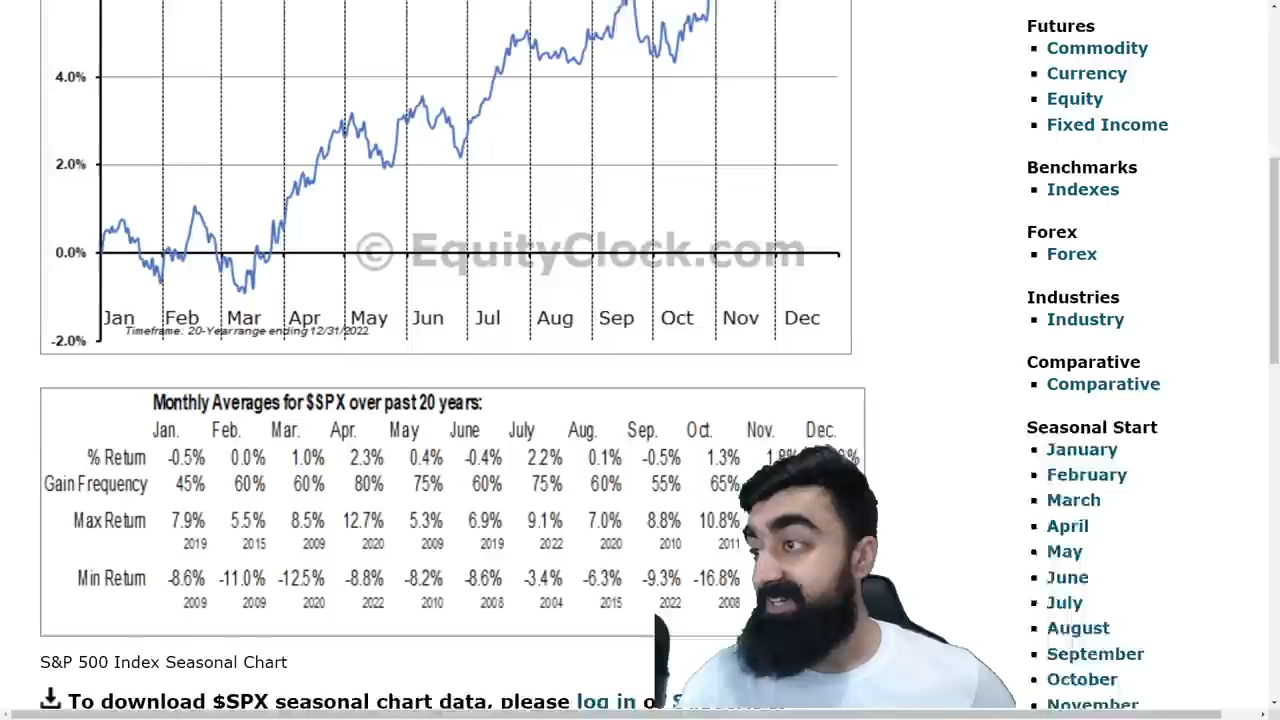 4.0%
2.0%
0.0%
© EquityClock.com
Jan Feb Mar Apr May Jun Jul Aug Sep Oct Nov Dec
Timeframe: 20-Year range ending 12/31/2022
-2.0%
Monthly Averages for $SPX over past 20 years:
Jan. Feb. Mar. Apr. May June July Aug. Sep. Oct. Nov. Dec.
% Return -0.5% 0.0% 1.0% 2.3% 0.4% -0.4% 2.2% 0.1% -0.5% 1.3%
Gain Frequency 45% 60% 60% 80% 75% 60% 75% 60% 55% 65%
Max Return 7.9% 5.5% 8.5% 12.7% 5.3% 6.9% 9.1% 7.0% 8.8% 10.8%
2019 2015 2009 2020 2009 2019 2022 2020 2010 2011
Min Return -8.6% -11.0% -12.5% -8.8% -8.2% -8.6% -3.4% -6.3% -9.3% -16.8%
2009 2009 2020 2022 2010 2008 2004 2015 2022 2008
S&P 500 Index Seasonal Chart
To download $SPX seasonal chart data, please log in
Futures
Commodity
Currency
Equity
Fixed Income
Benchmarks
Indexes
Forex
Forex
Industries
Industry
Comparative
Comparative
Seasonal Start
January
February
March
April
May
June
July
August
September
October
November